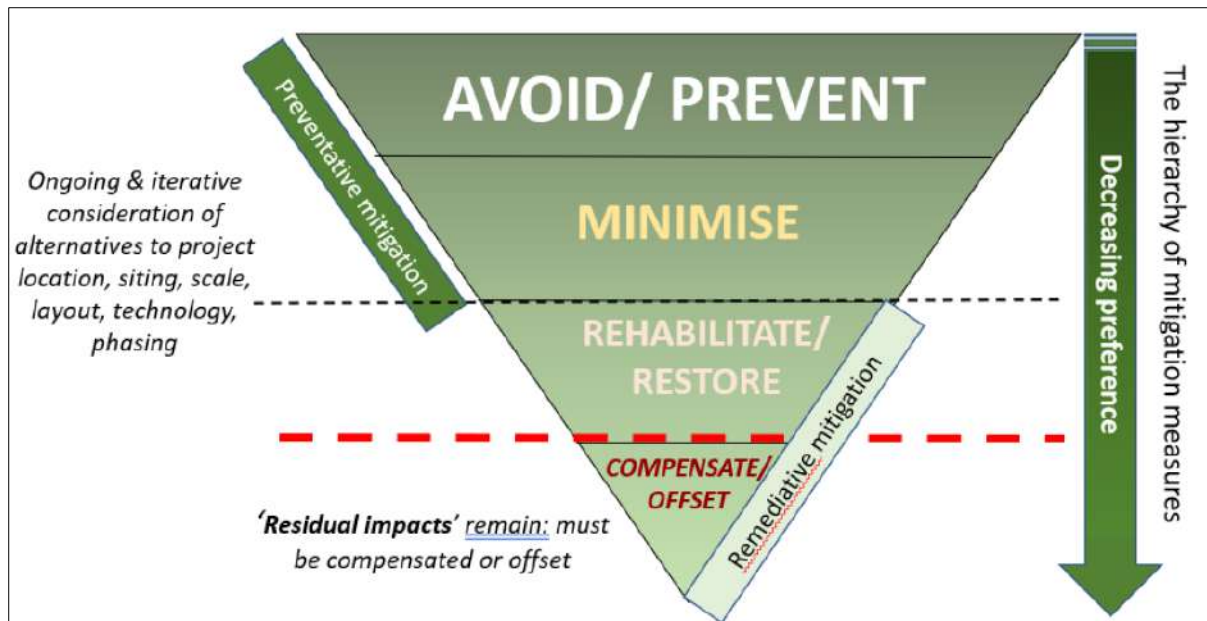 AVOID/ PREVENT
Preventative mitigation
Ongoing & iterative
consideration of
alternatives to project
location, siting, scale,
layout, technology,
phasing
MINIMISE
REHABILITATE/
RESTORE
COMPENSATE/
OFFSET
Remediative mitigation
‘Residual impacts’ remain: must
be compensated or offset
Decreasing preference
The hierarchy of mitigation measures